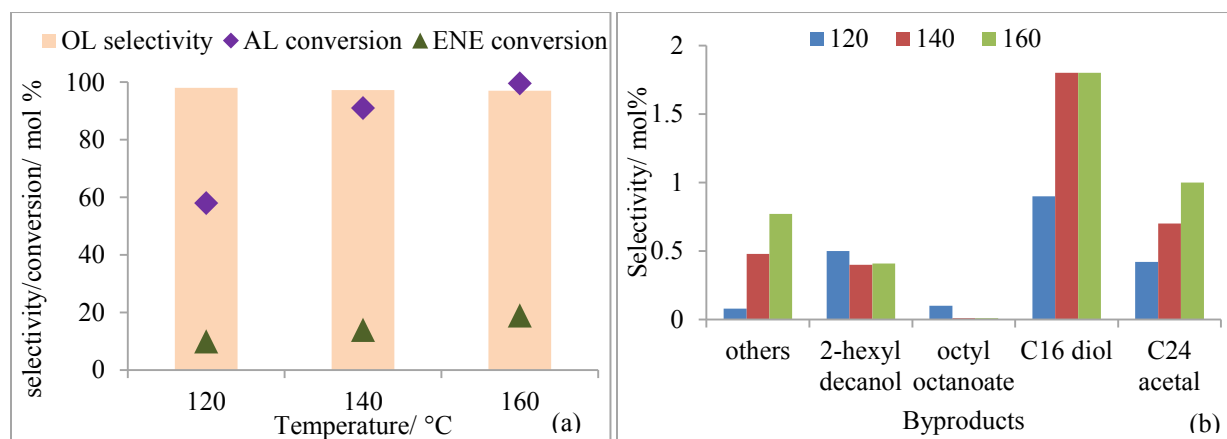 OL selectivity AL conversion ENE conversion
selectivity/conversion/ mol %
100
80
60
40
20
0
120 140 160
Temperature/ °C
(a)
120 140 160
Selectivity/ mol%
2
1.5
1
0.5
0
others 2-hexyl octyl C16 diol C24
decanol octanoate acetal
Byproducts
(b)